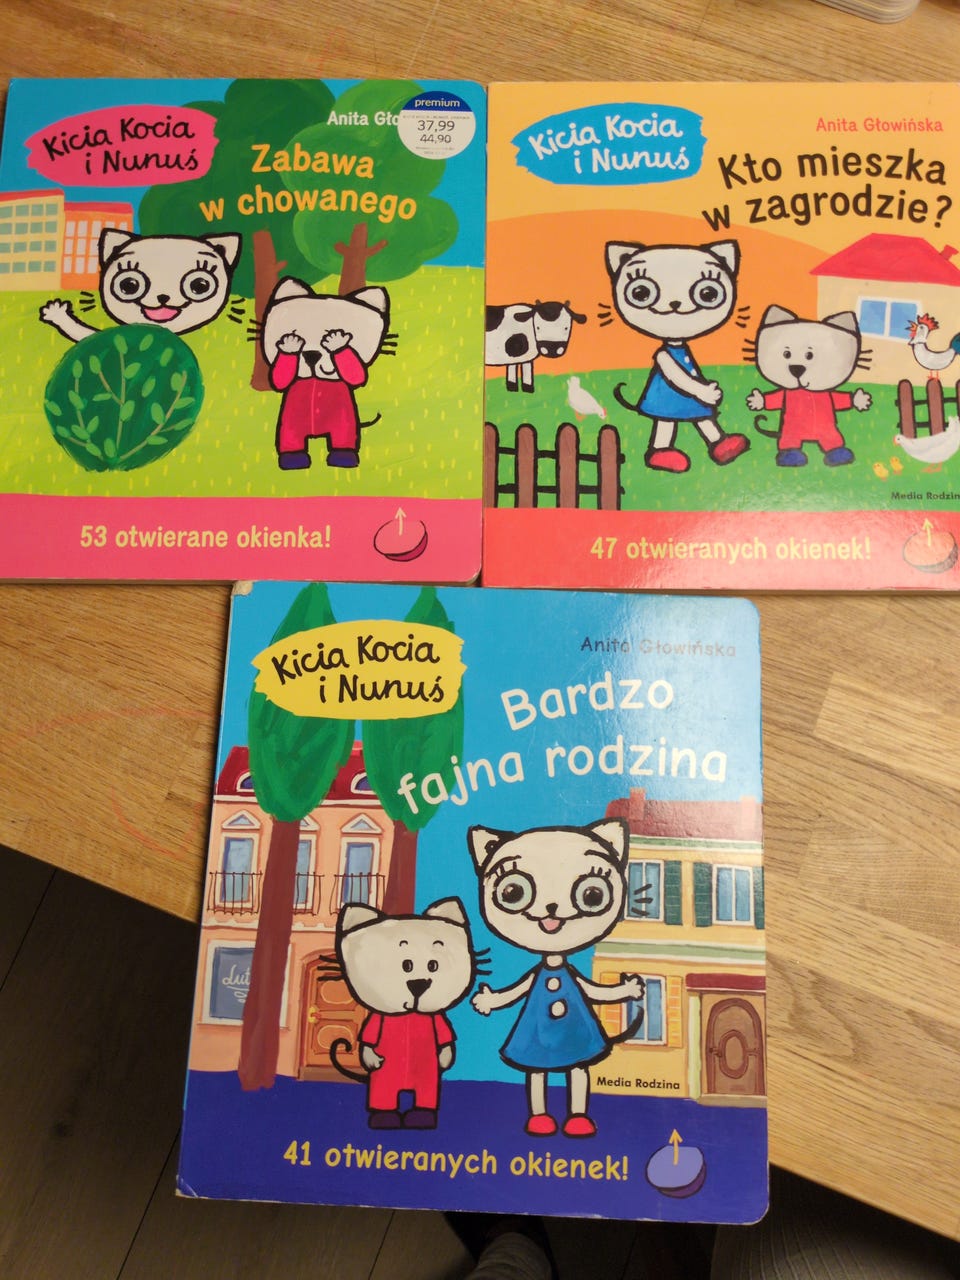 Kicia Kocia
i Nunuś
Anita Gło
premium
37,99
44,90
Zabawa
w chowanego
53 otwierane okienka!
Kicia Kocia
i Nunuś
Anita Głowińska
Kto mieszka
w zagrodzie?
Media Rodzin
47 otwieranych okienek!
Kicia Kocia
i Nunuś
Anita Głowińska
Bardzo
fajna rodzina
Lut
Media Rodzina
41 otwieranych okienek!